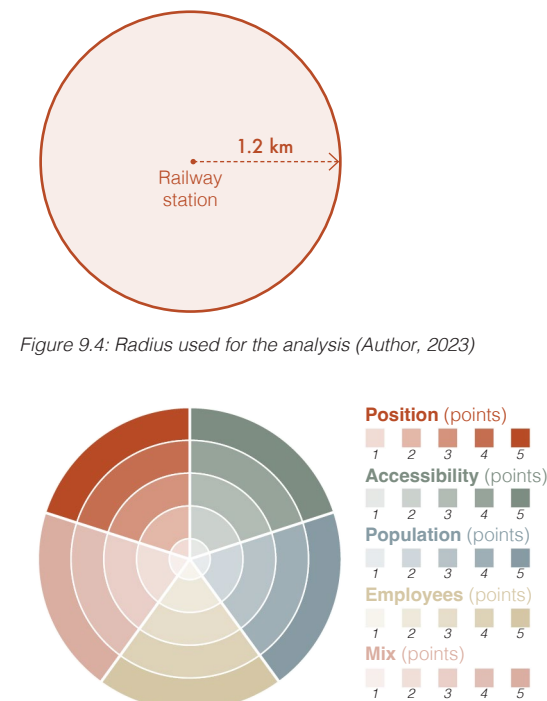 1.2 km
Railway
station
Figure 9.4: Radius used for the analysis (Author, 2023)
Position (points)
1 2 3 4 5
Accessibility (points)
1 2 3 4 5
Population (points)
1 2 3 4 5
Employees (points)
1 2 3 4 5
Mix (points)
1 2 3 4 5